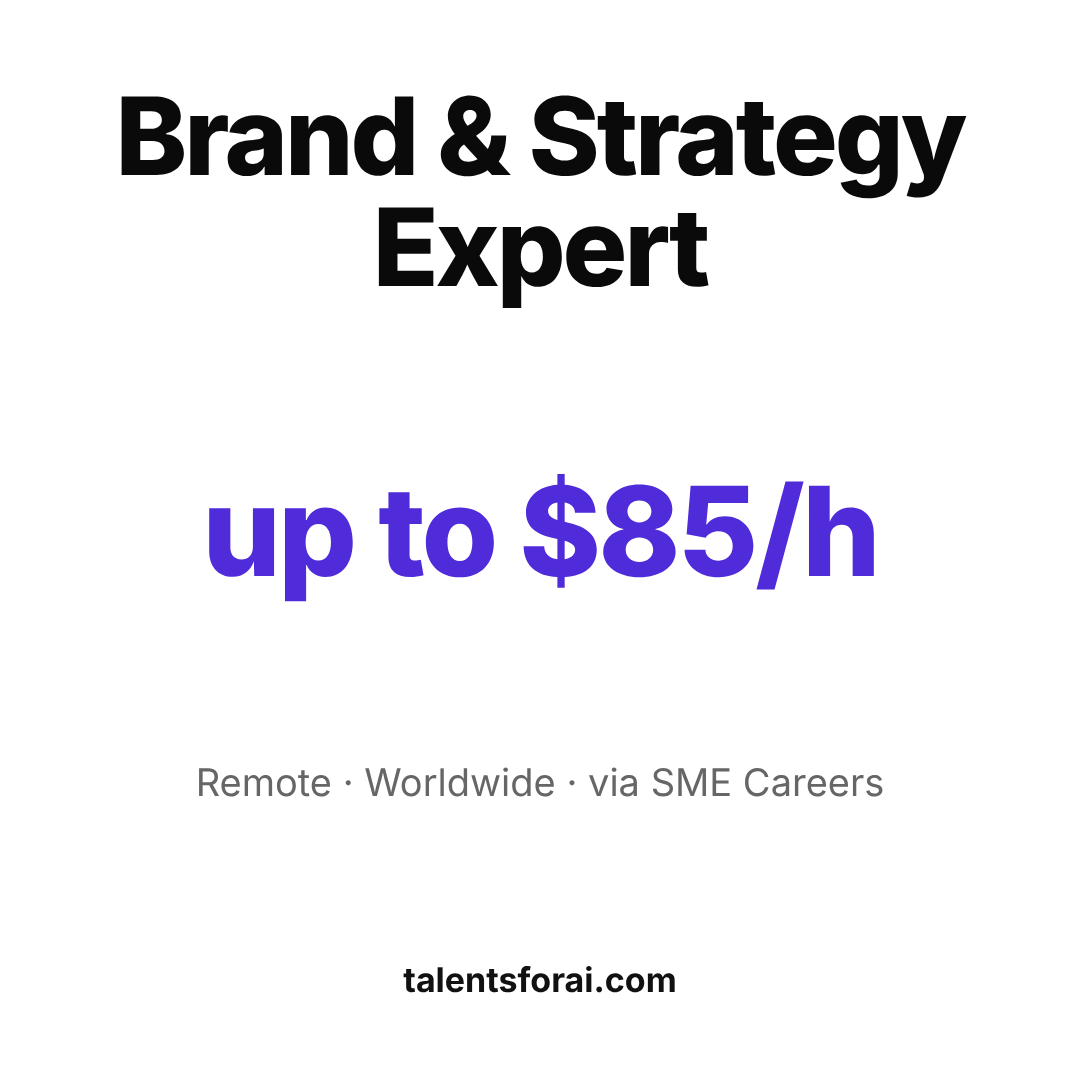 Brand & Strategy
Expert
up to $85/h
Remote · Worldwide · via SME Careers
talentsforai.com